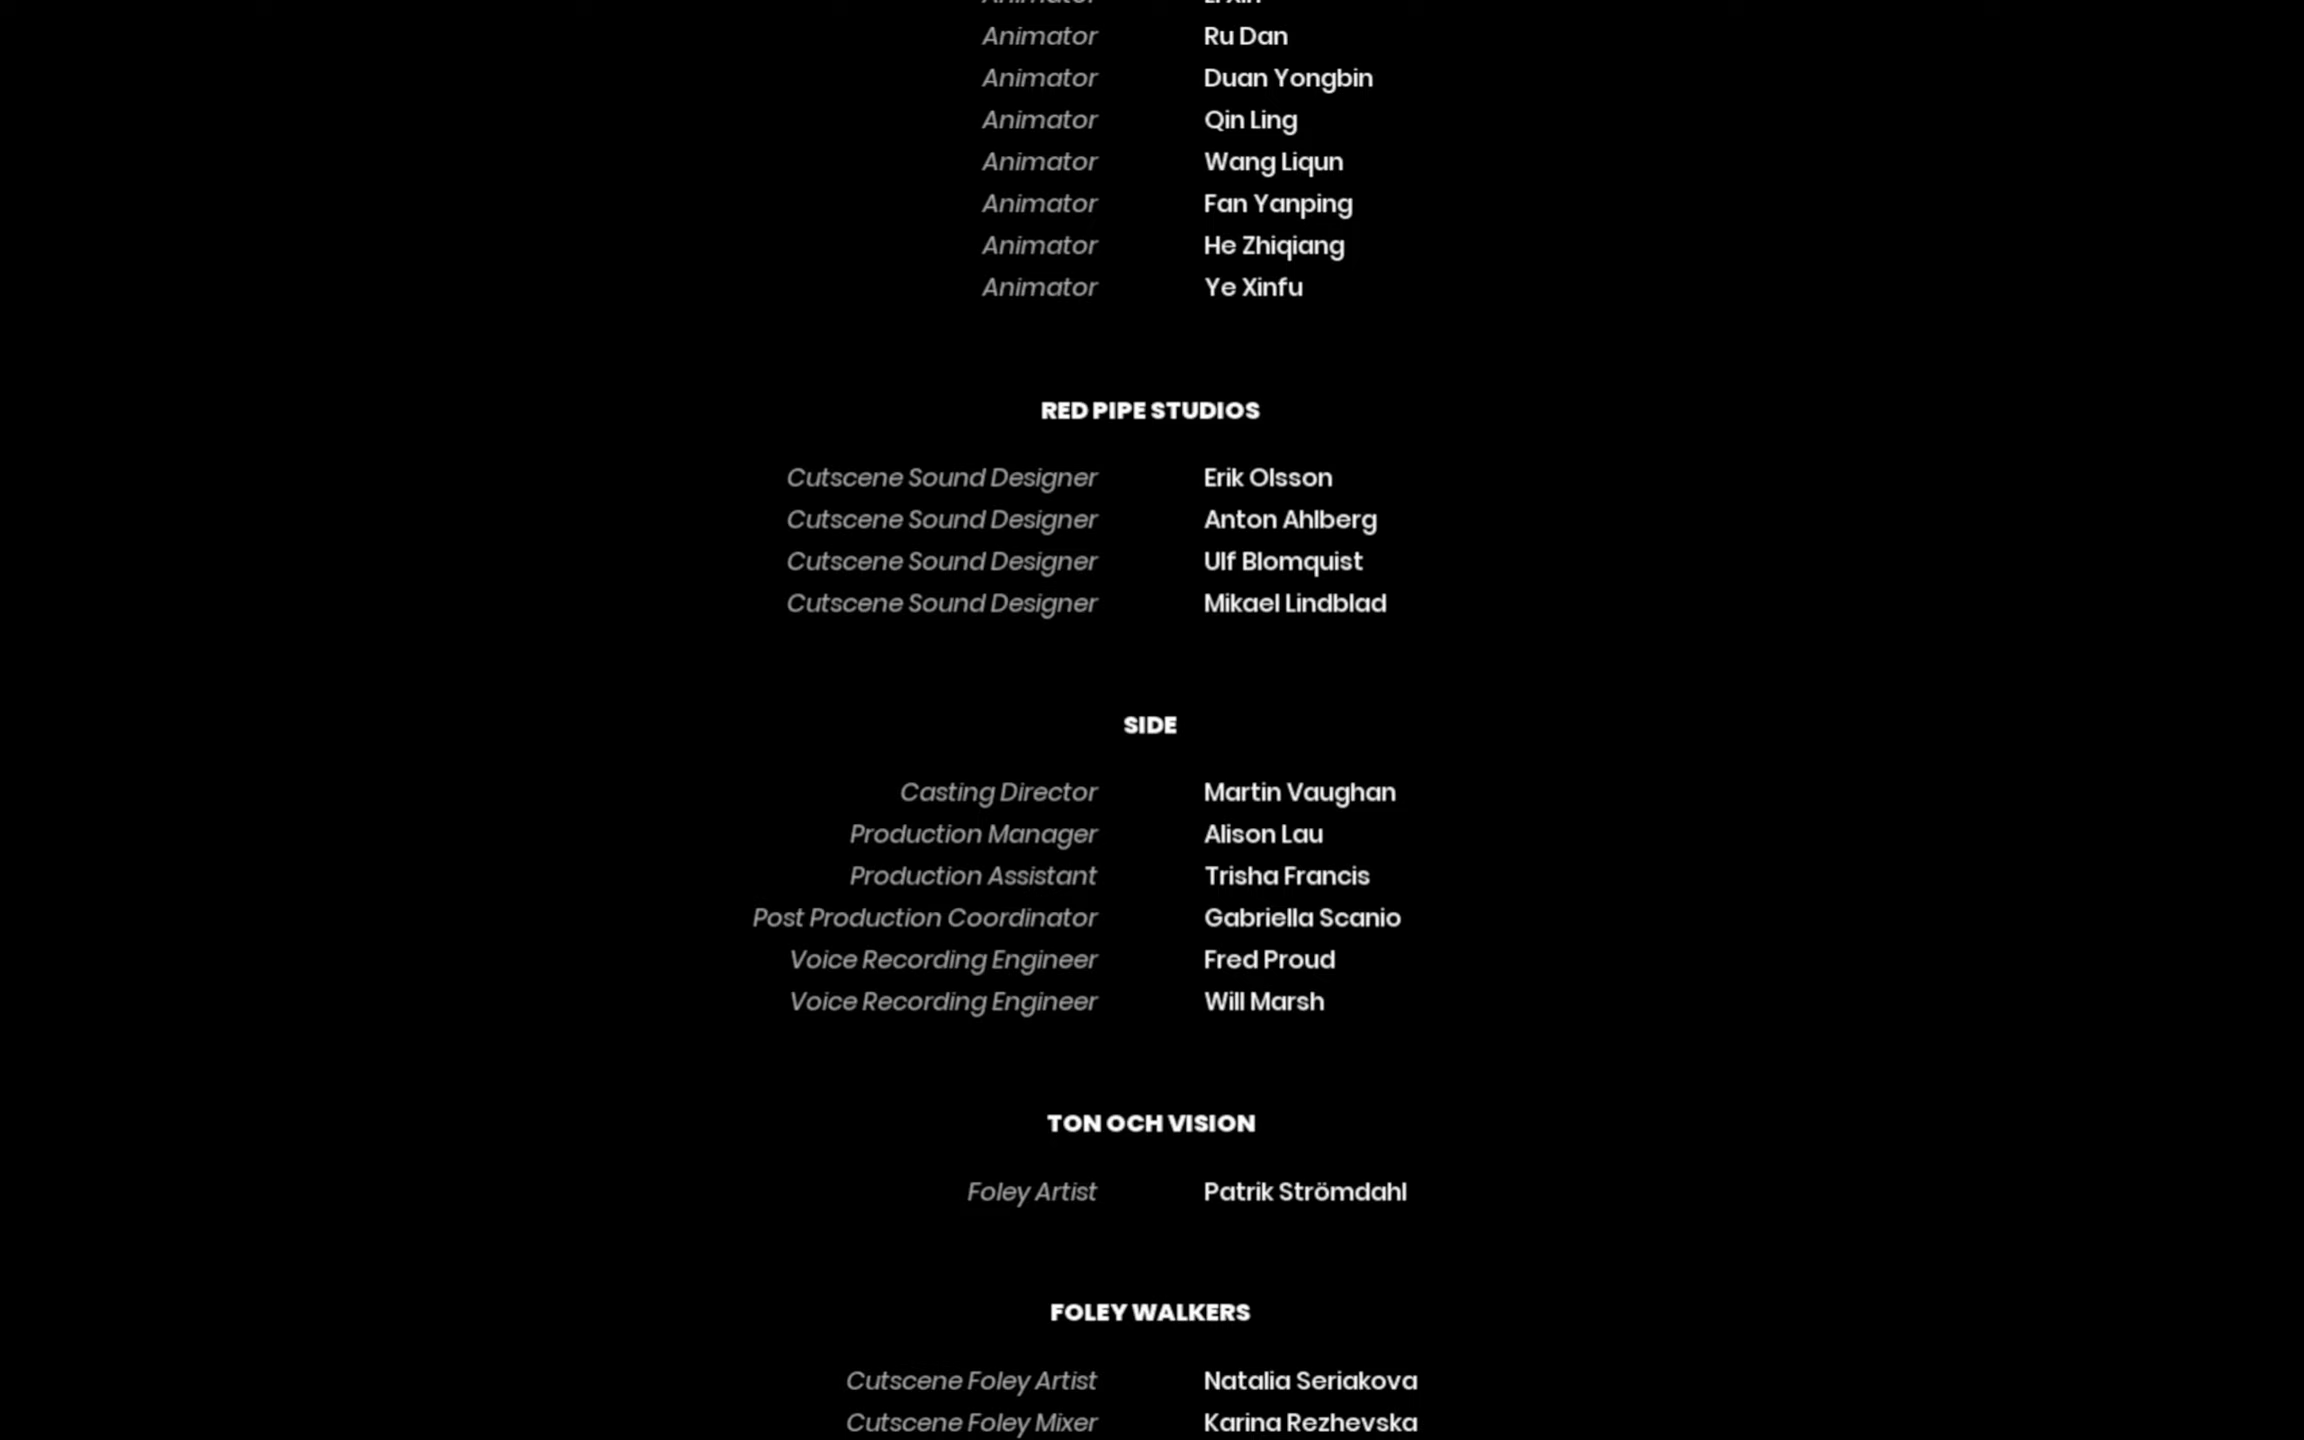 Animator Ru Dan
Animator Duan Yongbin
Animator Qin Ling
Animator Wang Liqun
Animator Fan Yanping
Animator He Zhiqiang
Animator Ye Xinfu
RED PIPE STUDIOS
Cutscene Sound Designer Erik Olsson
Cutscene Sound Designer Anton Ahlberg
Cutscene Sound Designer Ulf Blomquist
Cutscene Sound Designer Mikael Lindblad
SIDE
Casting Director Martin Vaughan
Production Manager Alison Lau
Production Assistant Trisha Francis
Post Production Coordinator Gabriella Scanio
Voice Recording Engineer Fred Proud
Voice Recording Engineer Will Marsh
TON OCH VISION
Foley Artist Patrik Strömdahl
FOLEY WALKERS
Cutscene Foley Artist Natalia Seriakova
Cutscene Foley Mixer Karina Rezhevska